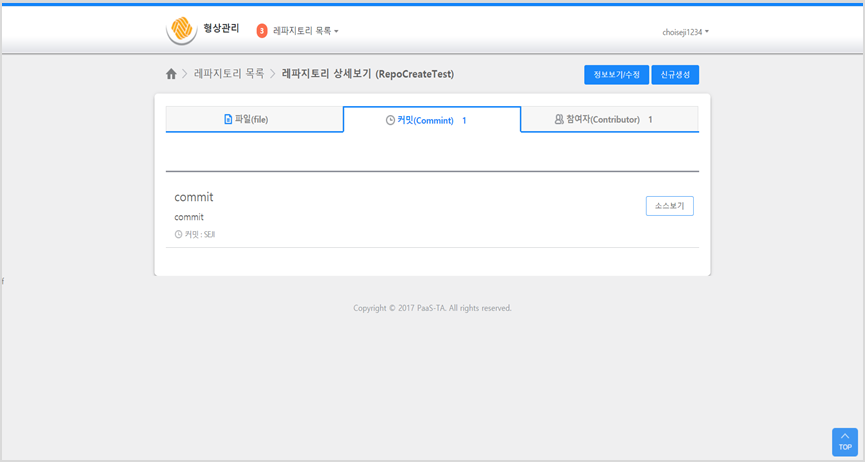 형상관리
3 레파지토리 목록
choiseji1234
레파지토리 목록 > 레파지토리 상세보기 (RepoCreateTest)
정보보기/수정
신규생성
파일(file)
커밋(Commint) 1
참여자(Contributor) 1
commit
소스보기
commit
커밋 : SEJI
f
Copyright © 2017 PaaS-TA. All rights reserved.
TOP